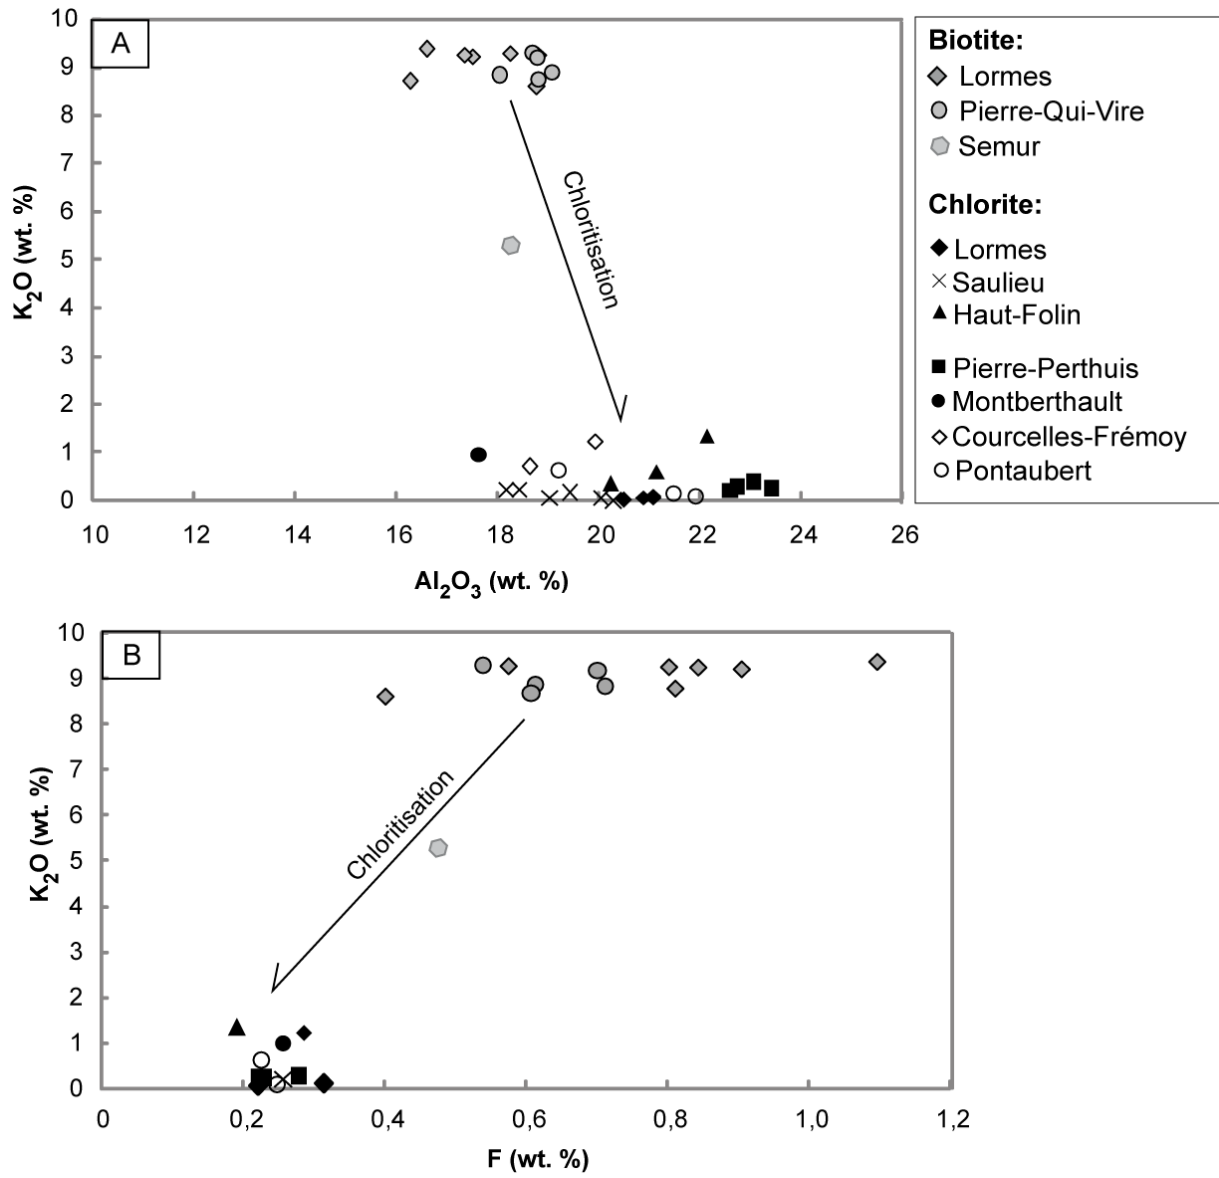 A
10
9
8
7
6
5
4
3
2
1
0
K₂O (wt. %)
Chloritisation
10 12 14 16 18 20 22 24 26
Al₂O₃ (wt. %)
Biotite:
Lormes
Pierre-Qui-Vire
Semur
Chlorite:
Lormes
Saulieu
Haut-Folin
Pierre-Perthuis
Montberthault
Courcelles-Frémoy
Pontaubert
B
10
9
8
7
6
5
4
3
2
1
0
K₂O (wt. %)
Chloritisation
0 0,2 0,4 0,6 0,8 1,0 1,2
F (wt. %)